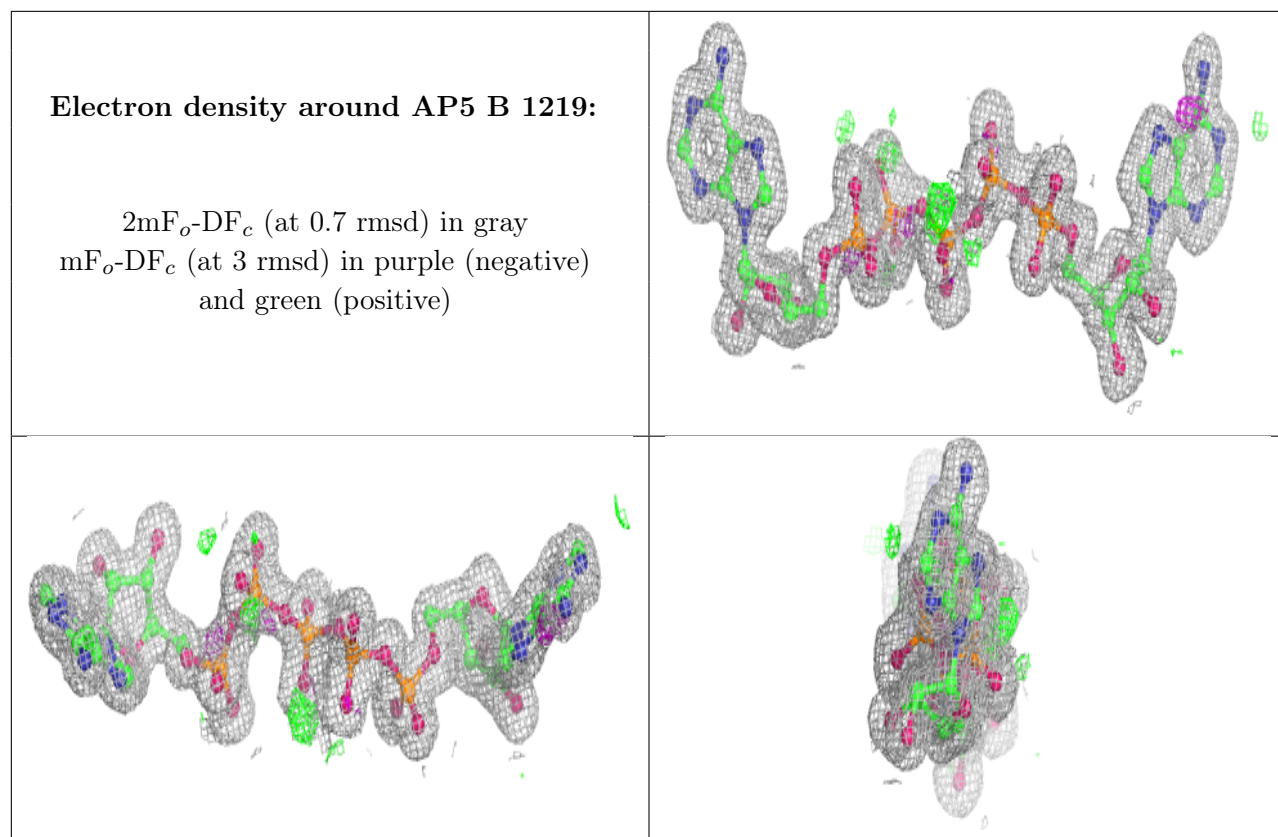 Electron density around AP5 B 1219:
2mFₒ-DF𝒸 (at 0.7 rmsd) in gray
mFₒ-DF𝒸 (at 3 rmsd) in purple (negative)
and green (positive)